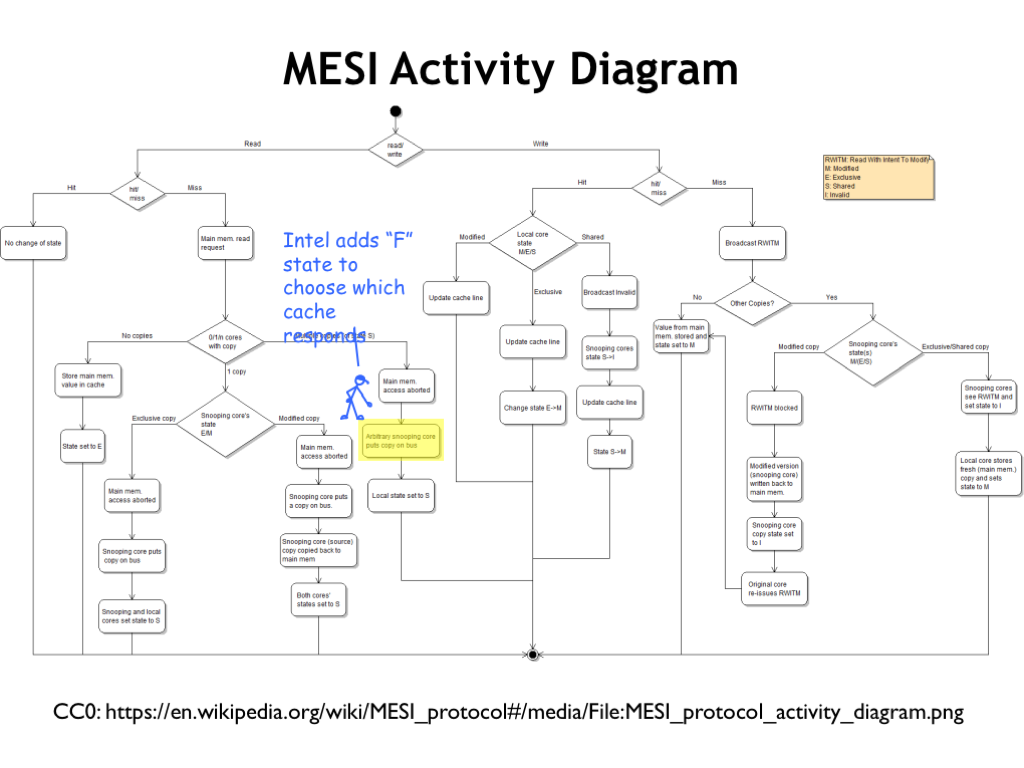 MESI Activity Diagram
read/
write
Read
Write
RWITM: Read With Intent To Modify
M: Modified
E: Exclusive
S: Shared
I: Invalid
hit/
miss
Hit
Miss
hit/
miss
Hit
Miss
No change of state
Main mem. read
request
Intel adds “F”
state to
choose which
cache
responds
Local core
state
M/E/S
Modified
Shared
Exclusive
Broadcast RWITM
Update cache line
Broadcast Invalid
Other Copies?
No
Yes
0/1/n cores
with copy
No copies
S)
1 copy
Update cache line
Snooping cores
state S->I
Value from main
mem. stored and
state set to M
Snooping core's
state(s)
M/(E/S)
Modified copy
Exclusive/Shared copy
Store main mem.
value in cache
Main mem.
access aborted
Change state E->M
Update cache line
RWITM blocked
Snooping cores
see RWITM and
set state to I
Snooping core's
state
E/M
Exclusive copy
Modified copy
Arbitrary snooping core
puts copy on bus
State set to E
Main mem.
access aborted
State S->M
Modified version
(snooping core)
written back to
main mem.
Local core stores
fresh (main mem.)
copy and sets
state to M
Main mem.
access aborted
Snooping core puts
a copy on bus.
Local state set to S
Snooping core
copy state set
to I
Snooping core puts
copy on bus
Snooping core (source)
copy copied back to
main mem
Original core
re-issues RWITM
Snooping and local
cores set state to S
Both cores'
states set to S
CC0: https://en.wikipedia.org/wiki/MESI_protocol#/media/File:MESI_protocol_activity_diagram.png